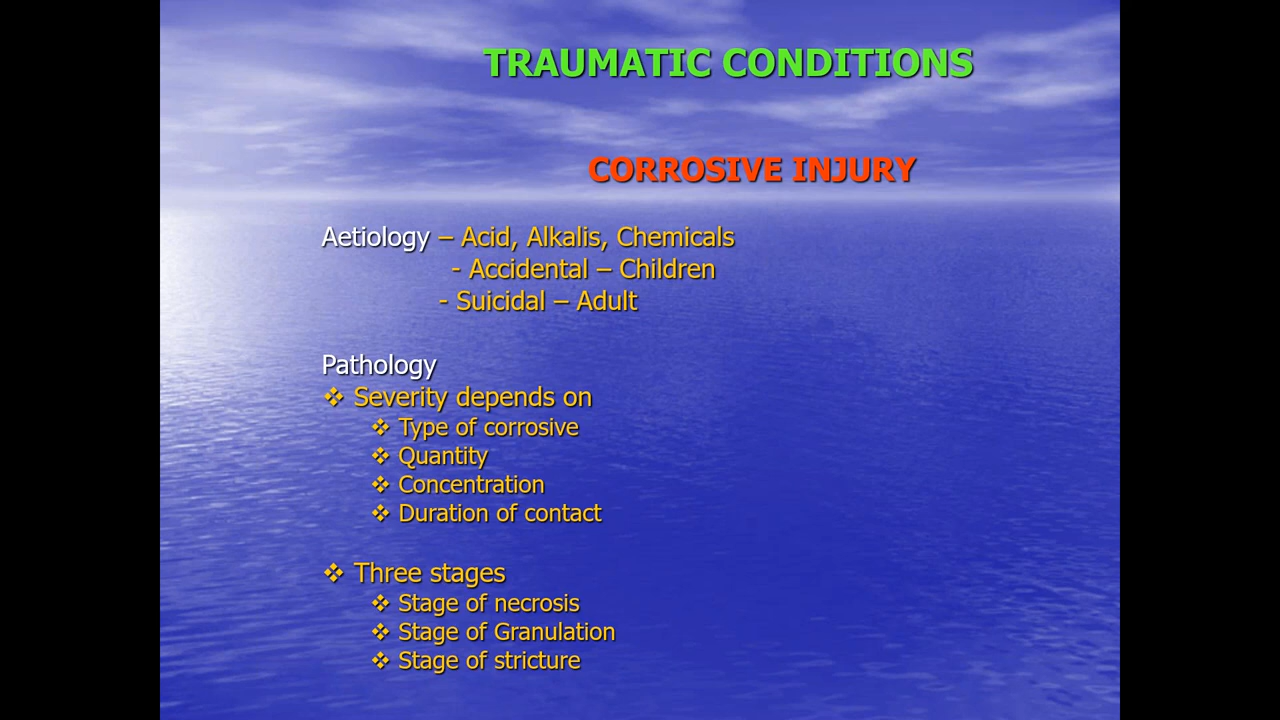 TRAUMATIC CONDITIONS
CORROSIVE INJURY
Aetiology – Acid, Alkalis, Chemicals
- Accidental – Children
- Suicidal – Adult
Pathology
❖ Severity depends on
❖ Type of corrosive
❖ Quantity
❖ Concentration
❖ Duration of contact
❖ Three stages
❖ Stage of necrosis
❖ Stage of Granulation
❖ Stage of stricture